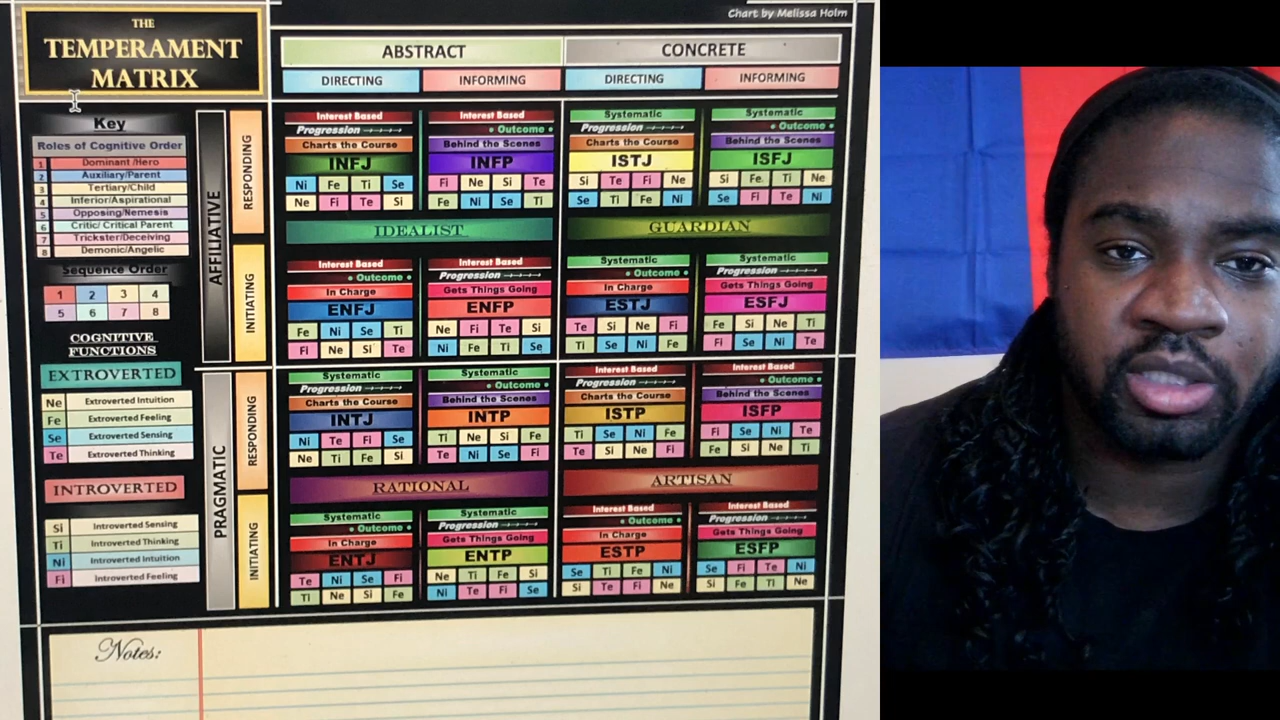 THE
TEMPERAMENT
MATRIX
Key
Roles of Cognitive Order
1 Dominant /Hero
2 Auxiliary/Parent
3 Tertiary/Child
4 Inferior/Aspirational
5 Opposing/Nemesis
6 Critic/ Critical Parent
7 Trickster/Deceiving
8 Demonic/Angelic
Sequence Order
1 2 3 4
5 6 7 8
COGNITIVE
FUNCTIONS
EXTROVERTED
Ne Extroverted Intuition
Fe Extroverted Feeling
Se Extroverted Sensing
Te Extroverted Thinking
INTROVERTED
Si Introverted Sensing
Ti Introverted Thinking
Ni Introverted Intuition
Fi Introverted Feeling
Chart by Melissa Holm
ABSTRACT
CONCRETE
DIRECTING
INFORMING
DIRECTING
INFORMING
AFFILIATIVE
RESPONDING
Interest Based
Progression
Charts the Course
INFJ
Ni Fe Ti Se
Ne Fi Te Si
Interest Based
• Outcome •
Behind the Scenes
INFP
Fi Ne Si Te
Fe Ni Se Ti
Systematic
Progression
Charts the Course
ISTJ
Si Te Fi Ne
Se Ti Fe Ni
Systematic
• Outcome •
Behind the Scenes
ISFJ
Si Fe Ti Ne
Se Fi Te Ni
IDEALIST
GUARDIAN
INITIATING
Interest Based
• Outcome •
In Charge
ENFJ
Fe Ni Se Ti
Fi Ne Si Te
Interest Based
Progression
Gets Things Going
ENFP
Ne Fi Te Si
Ni Fe Ti Se
Systematic
• Outcome •
In Charge
ESTJ
Te Si Ne Fi
Ti Se Ni Fe
Systematic
Progression
Gets Things Going
ESFJ
Fe Si Ne Ti
Fi Se Ni Te
PRAGMATIC
RESPONDING
Systematic
Progression
Charts the Course
INTJ
Ni Te Fi Se
Ne Ti Fe Si
Systematic
• Outcome •
Behind the Scenes
INTP
Ti Ne Si Fe
Te Ni Se Fi
Interest Based
Progression
Charts the Course
ISTP
Ti Se Ni Fe
Te Si Ne Fi
Interest Based
• Outcome •
Behind the Scenes
ISFP
Fi Se Ni Te
Fe Si Ne Ti
RATIONAL
ARTISAN
INITIATING
Systematic
• Outcome •
In Charge
ENTJ
Te Ni Se Fi
Ti Ne Si Fe
Systematic
Progression
Gets Things Going
ENTP
Ne Ti Fe Si
Ni Te Fi Se
Interest Based
• Outcome •
In Charge
ESTP
Se Ti Fe Ni
Si Te Fi Ne
Interest Based
Progression
Gets Things Going
ESFP
Se Fi Te Ni
Si Fe Ti Ne
Notes: